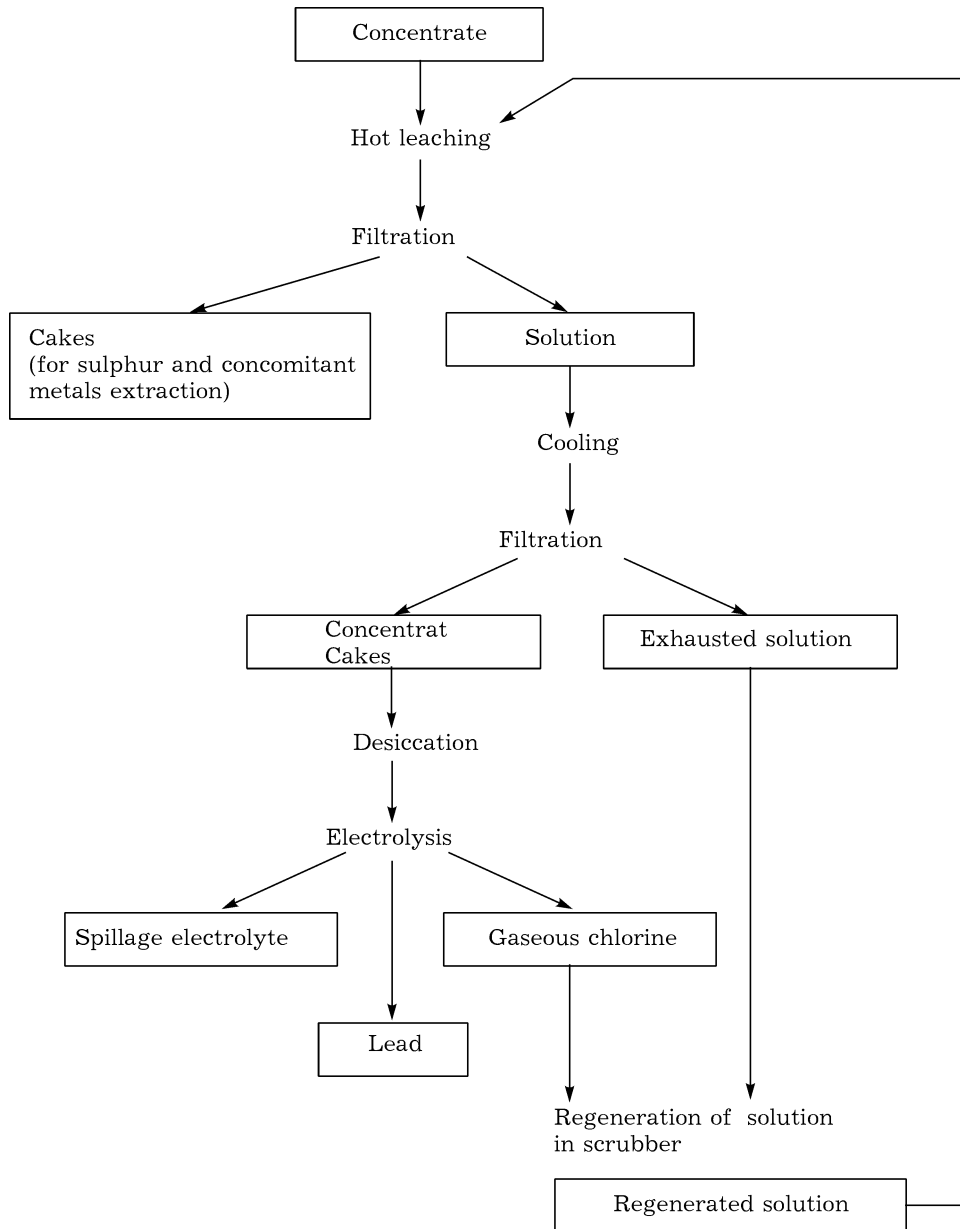 Concentrate
Hot leaching
Filtration
Cakes
(for sulphur and concomitant
metals extraction)
Solution
Cooling
Filtration
Concentrat
Cakes
Exhausted solution
Desiccation
Electrolysis
Spillage electrolyte
Gaseous chlorine
Lead
Regeneration of solution
in scrubber
Regenerated solution